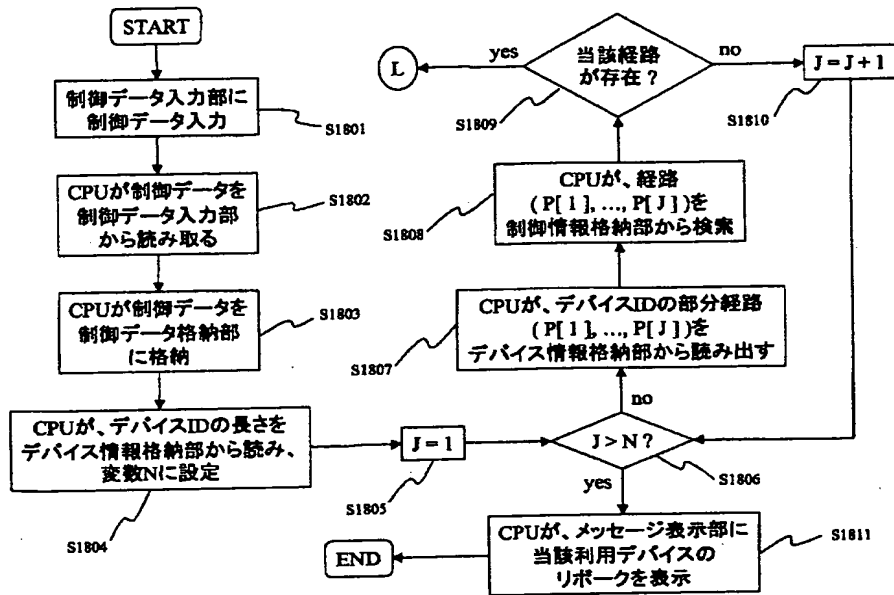 START
制御データ入力部に
制御データ入力
S1801
CPUが制御データを
制御データ入力部
から読み取る
S1802
CPUが制御データを
制御データ格納部
に格納
S1803
CPUが、デバイスIDの長さを
デバイス情報格納部から読み、
変数Nに設定
S1804
J = 1
S1805
J > N ?
S1806
no
yes
CPUが、デバイスIDの部分経路
( P[ 1 ], ..., P[ J ] )を
デバイス情報格納部から読み出す
S1807
CPUが、経路
( P[ 1 ], ..., P[ J ] )を
制御情報格納部から検索
S1808
当該経路
が存在？
S1809
yes
L
no
J = J + 1
S1810
CPUが、メッセージ表示部に
当該利用デバイスの
リボークを表示
S1811
END